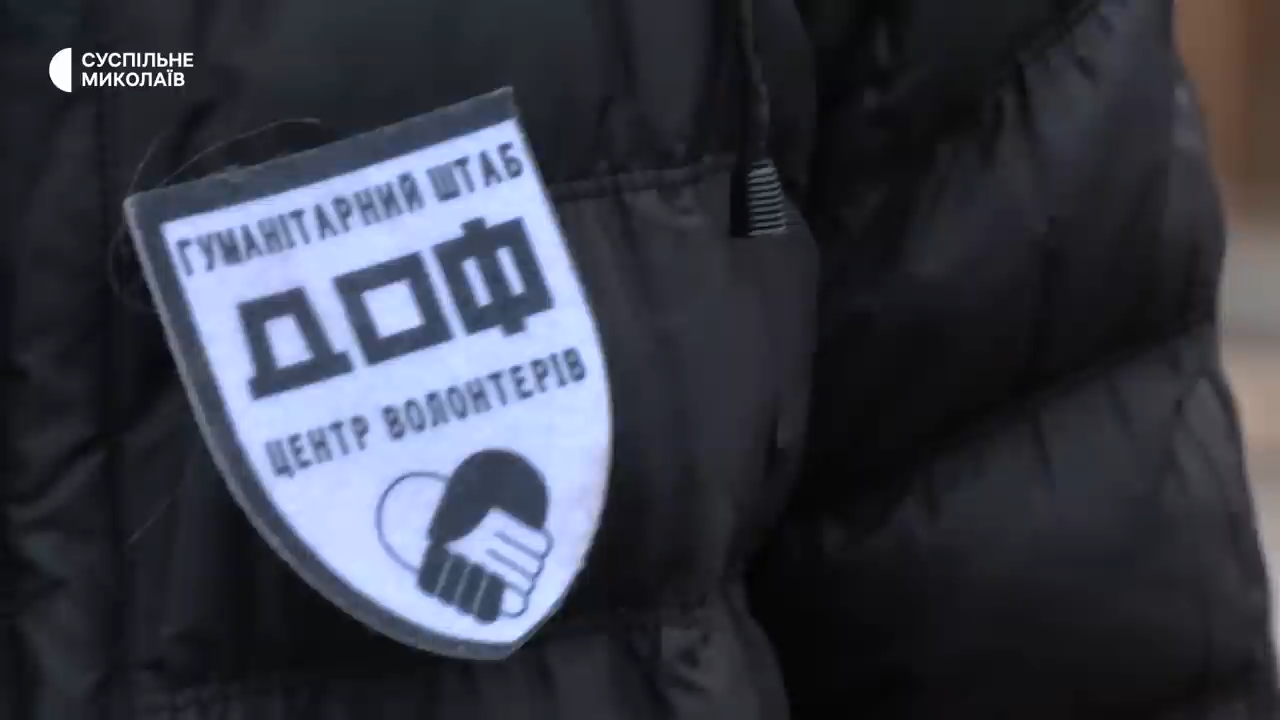 СУСПІЛЬНЕ
МИКОЛАЇВ
ГУМАНІТАРНИЙ ШТАБ
ДОФ
ЦЕНТР ВОЛОНТЕРІВ